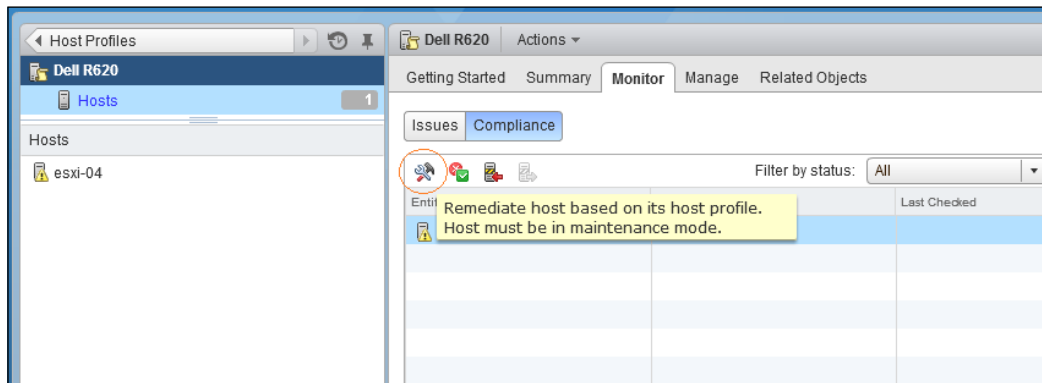 Host Profiles
Dell R620
Hosts 1
Hosts
esxi-04
Dell R620 Actions
Getting Started Summary Monitor Manage Related Objects
Issues Compliance
Filter by status: All
Last Checked
Remediate host based on its host profile.
Host must be in maintenance mode.